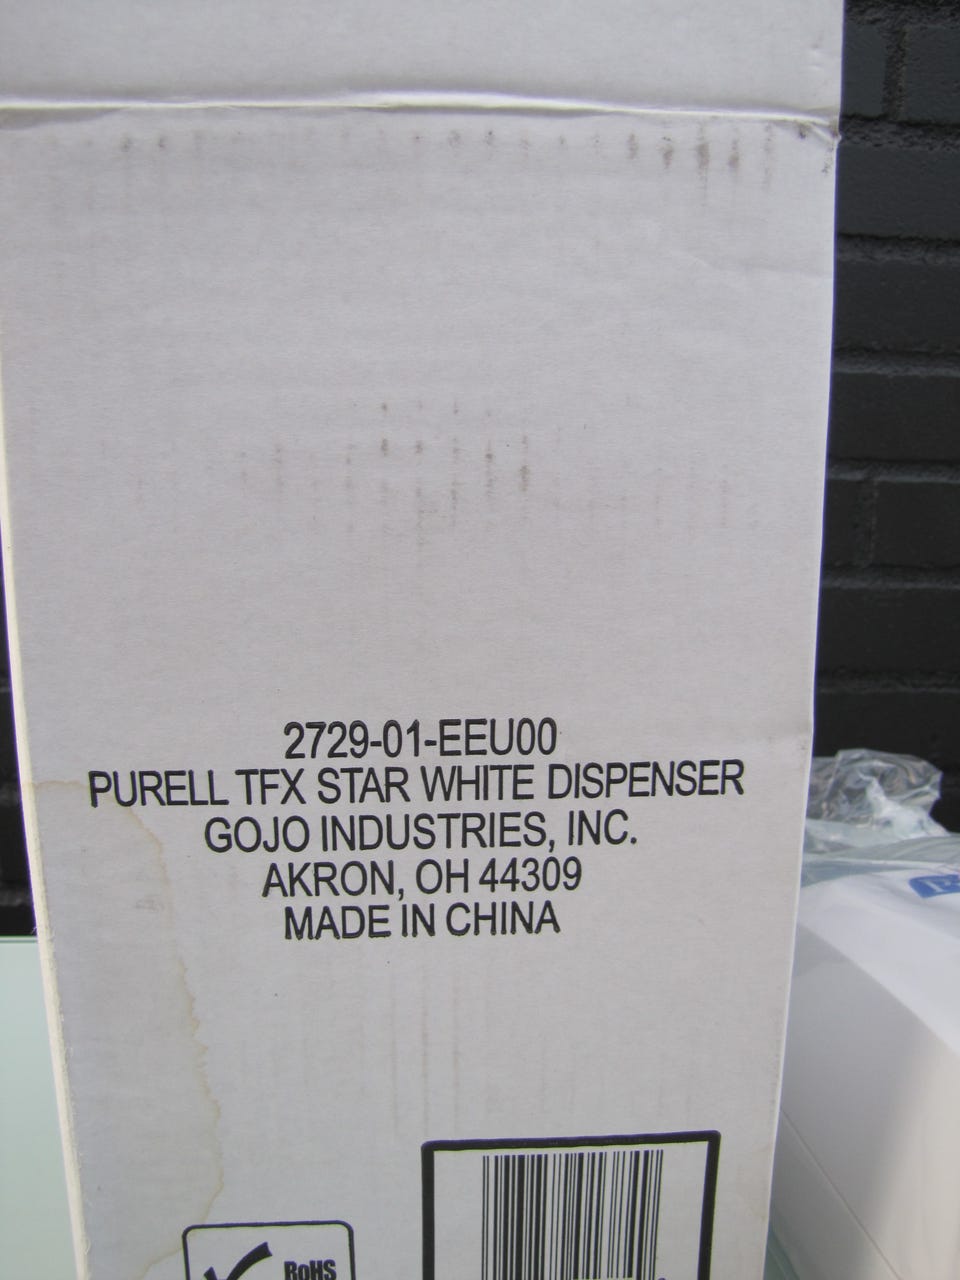 2729-01-EEU00
PURELL TFX STAR WHITE DISPENSER
GOJO INDUSTRIES, INC.
AKRON, OH 44309
MADE IN CHINA
RoHS